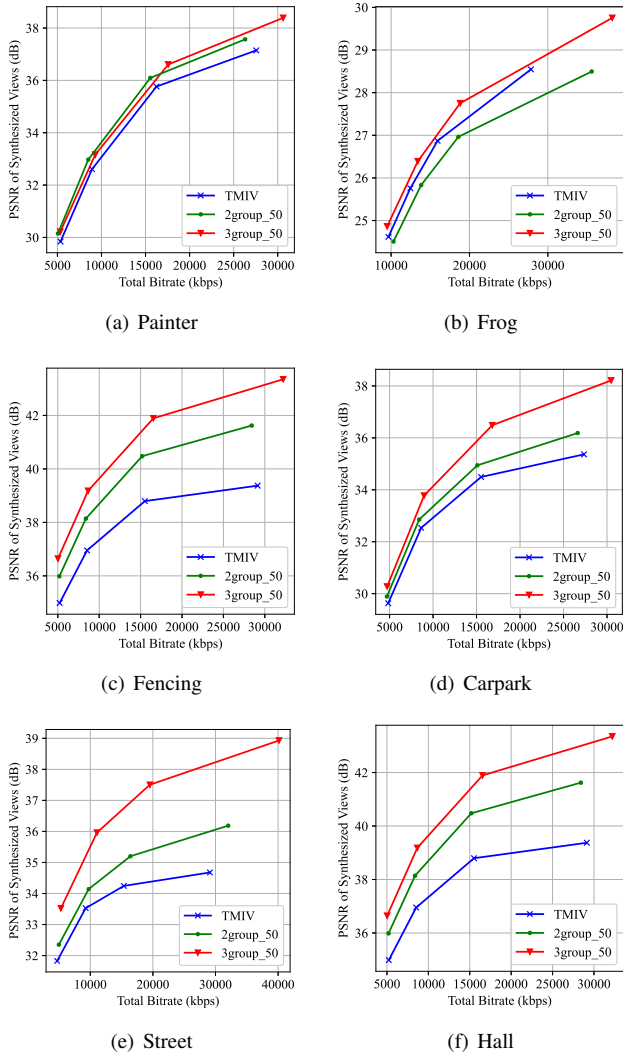 PSNR of Synthesized Views (dB)
38
36
34
32
30
5000 10000 15000 20000 25000 30000
Total Bitrate (kbps)
TMIV
2group_50
3group_50
(a) Painter
PSNR of Synthesized Views (dB)
30
29
28
27
26
25
10000 20000 30000
Total Bitrate (kbps)
TMIV
2group_50
3group_50
(b) Frog
PSNR of Synthesized Views (dB)
42
40
38
36
5000 10000 15000 20000 25000 30000
Total Bitrate (kbps)
TMIV
2group_50
3group_50
(c) Fencing
PSNR of Synthesized Views (dB)
38
36
34
32
30
5000 10000 15000 20000 25000 30000
Total Bitrate (kbps)
TMIV
2group_50
3group_50
(d) Carpark
PSNR of Synthesized Views (dB)
39
38
37
36
35
34
33
32
10000 20000 30000 40000
Total Bitrate (kbps)
TMIV
2group_50
3group_50
(e) Street
PSNR of Synthesized Views (dB)
42
40
38
36
5000 10000 15000 20000 25000 30000
Total Bitrate (kbps)
TMIV
2group_50
3group_50
(f) Hall